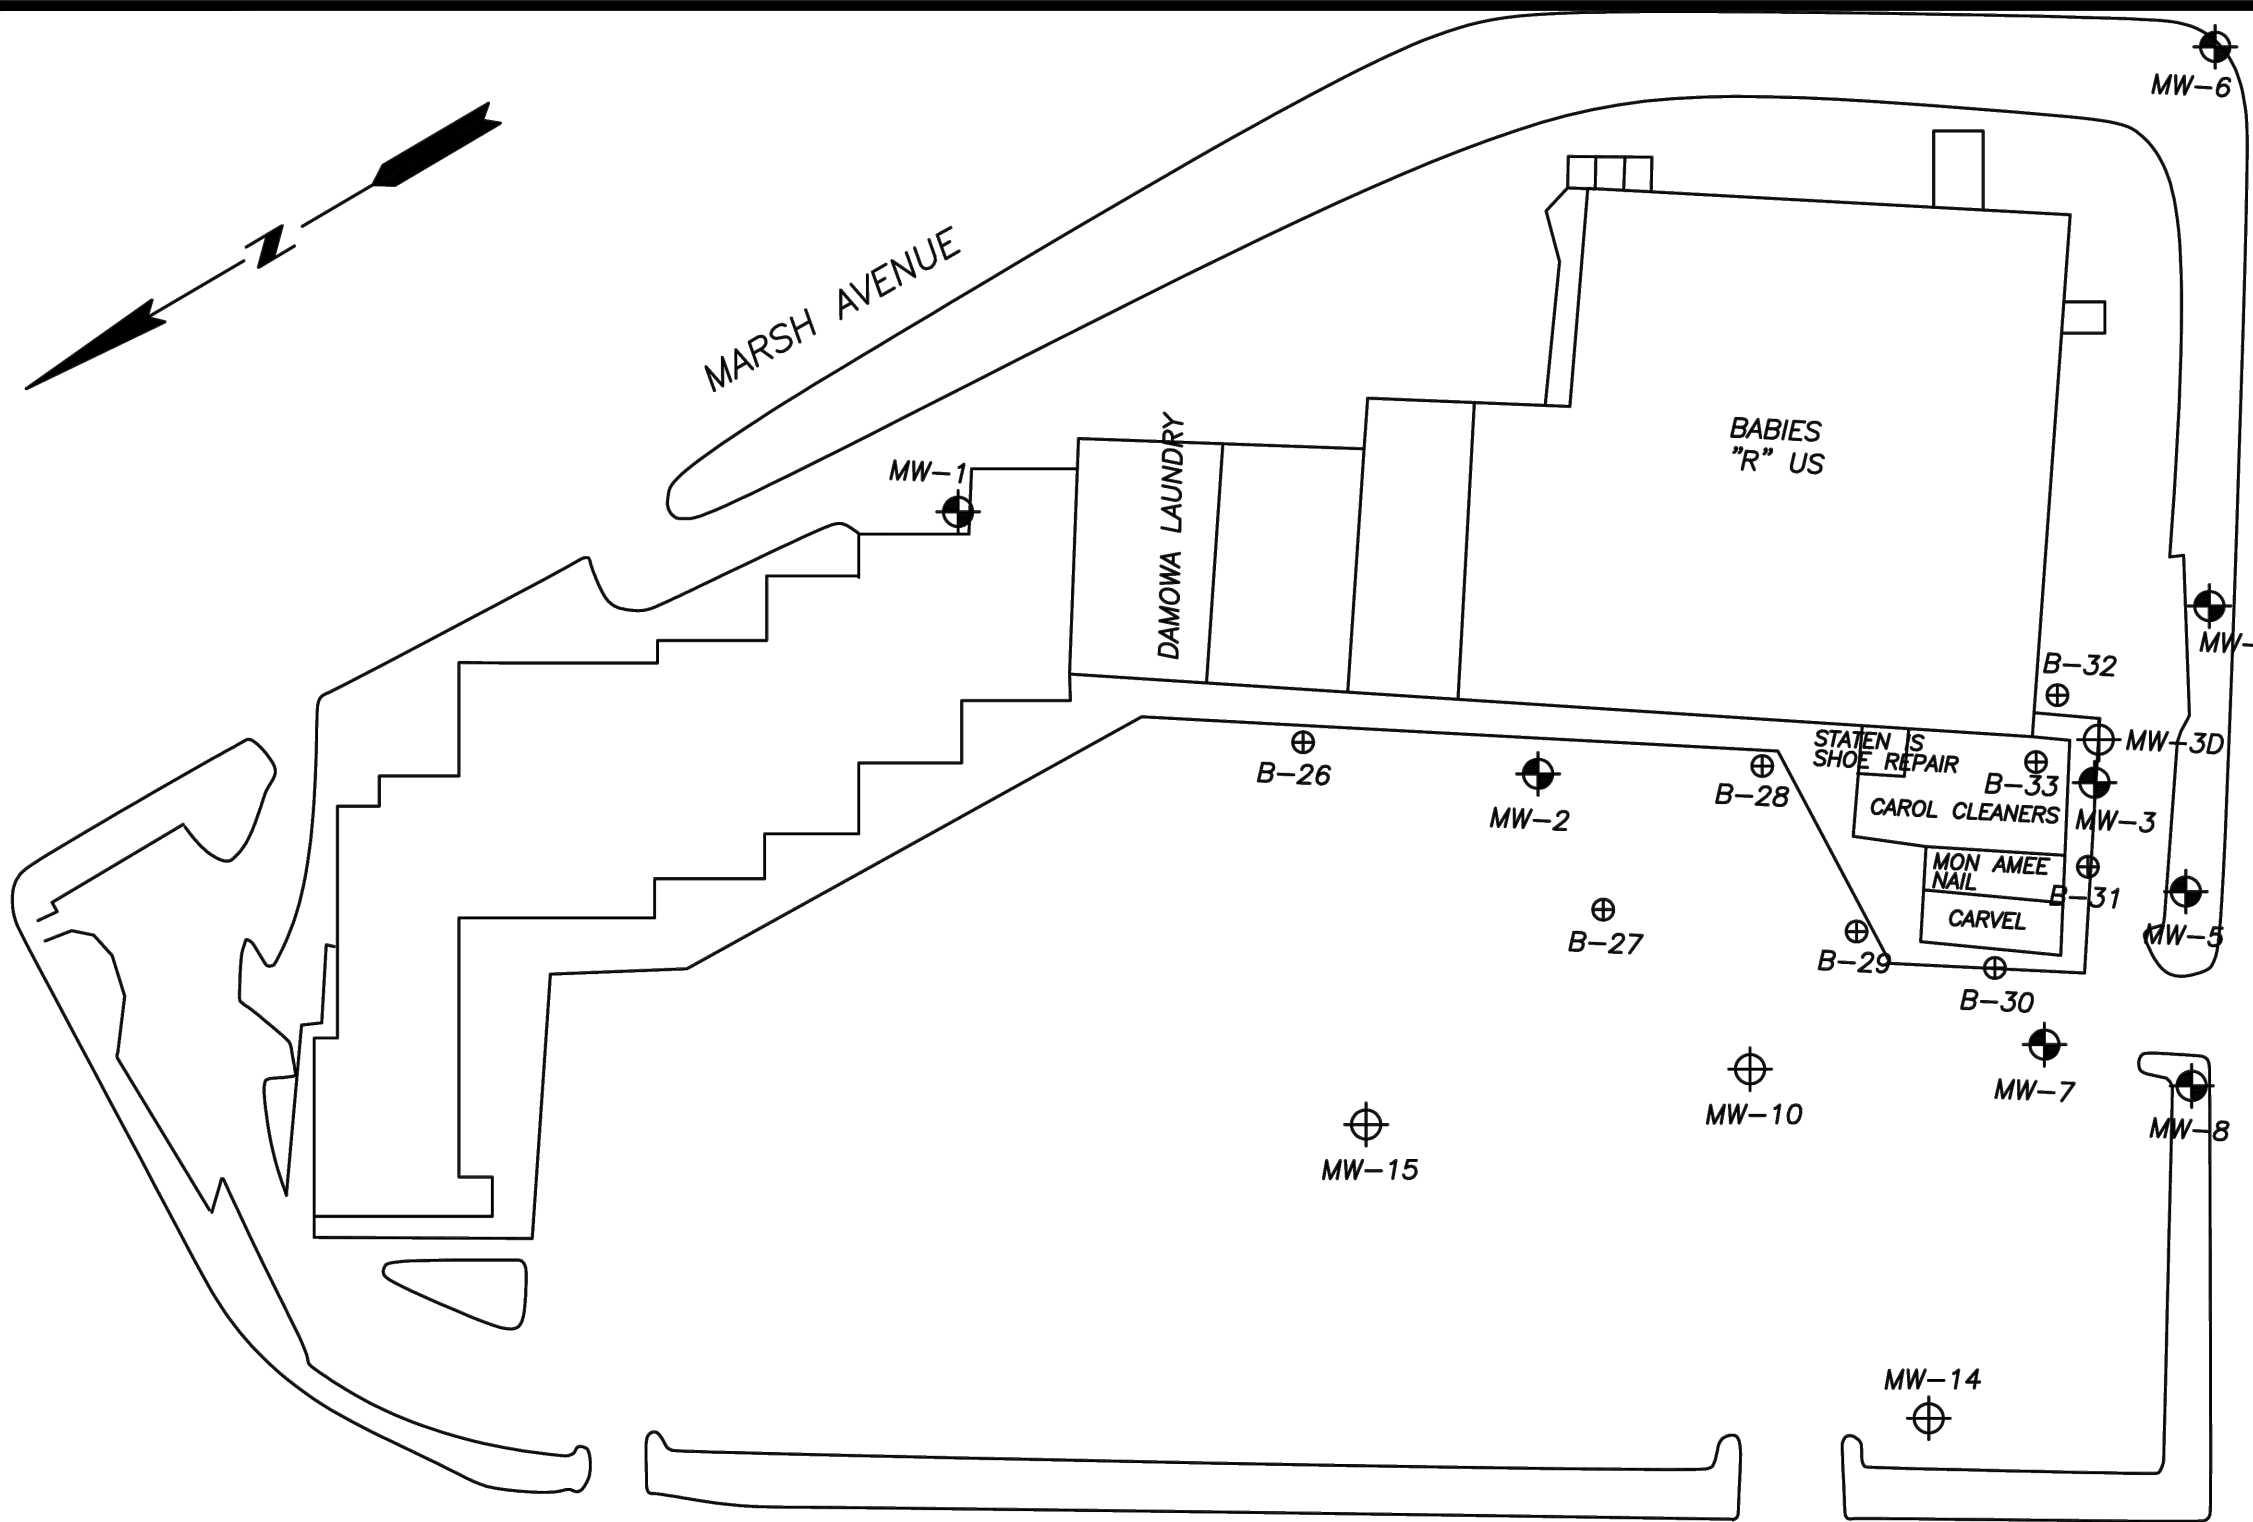 MW-6
N
MARSH AVENUE
BABIES
"R" US
DAMOWA LAUNDRY
MW-1
MW-
B-32
MW-3D
STATEN IS
SHOE REPAIR
B-33
B-26
MW-2
B-28
CAROL CLEANERS
MW-3
MON AMEE
NAIL
B-31
CARVEL
B-27
B-29
MW-5
B-30
MW-7
MW-10
MW-8
MW-15
MW-14